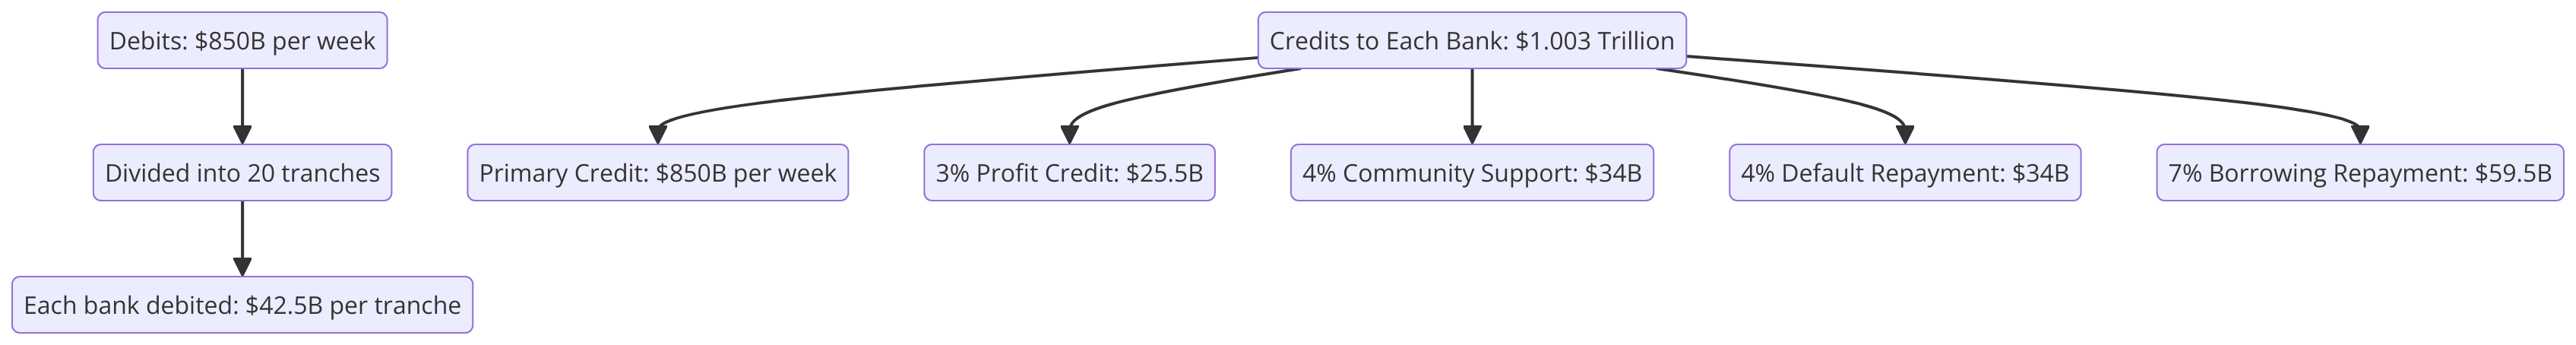 Debits: $850B per week
Credits to Each Bank: $1.003 Trillion
Divided into 20 tranches
Primary Credit: $850B per week
3% Profit Credit: $25.5B
4% Community Support: $34B
4% Default Repayment: $34B
7% Borrowing Repayment: $59.5B
Each bank debited: $42.5B per tranche